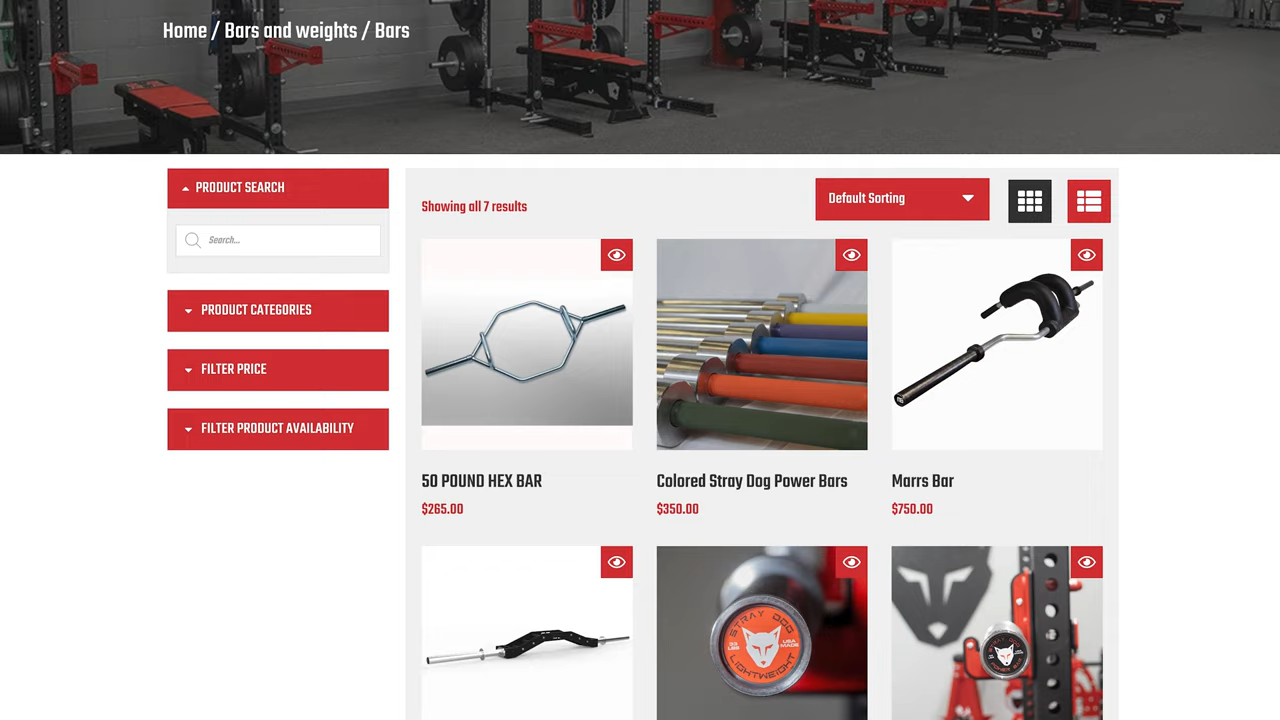 Home / Bars and weights / Bars
PRODUCT SEARCH
Search...
PRODUCT CATEGORIES
FILTER PRICE
FILTER PRODUCT AVAILABILITY
Showing all 7 results
Default Sorting
50 POUND HEX BAR
$265.00
Colored Stray Dog Power Bars
$350.00
Marrs Bar
$750.00
STRAY DOG
33 LBS
USA MADE
LIGHTWEIGHT